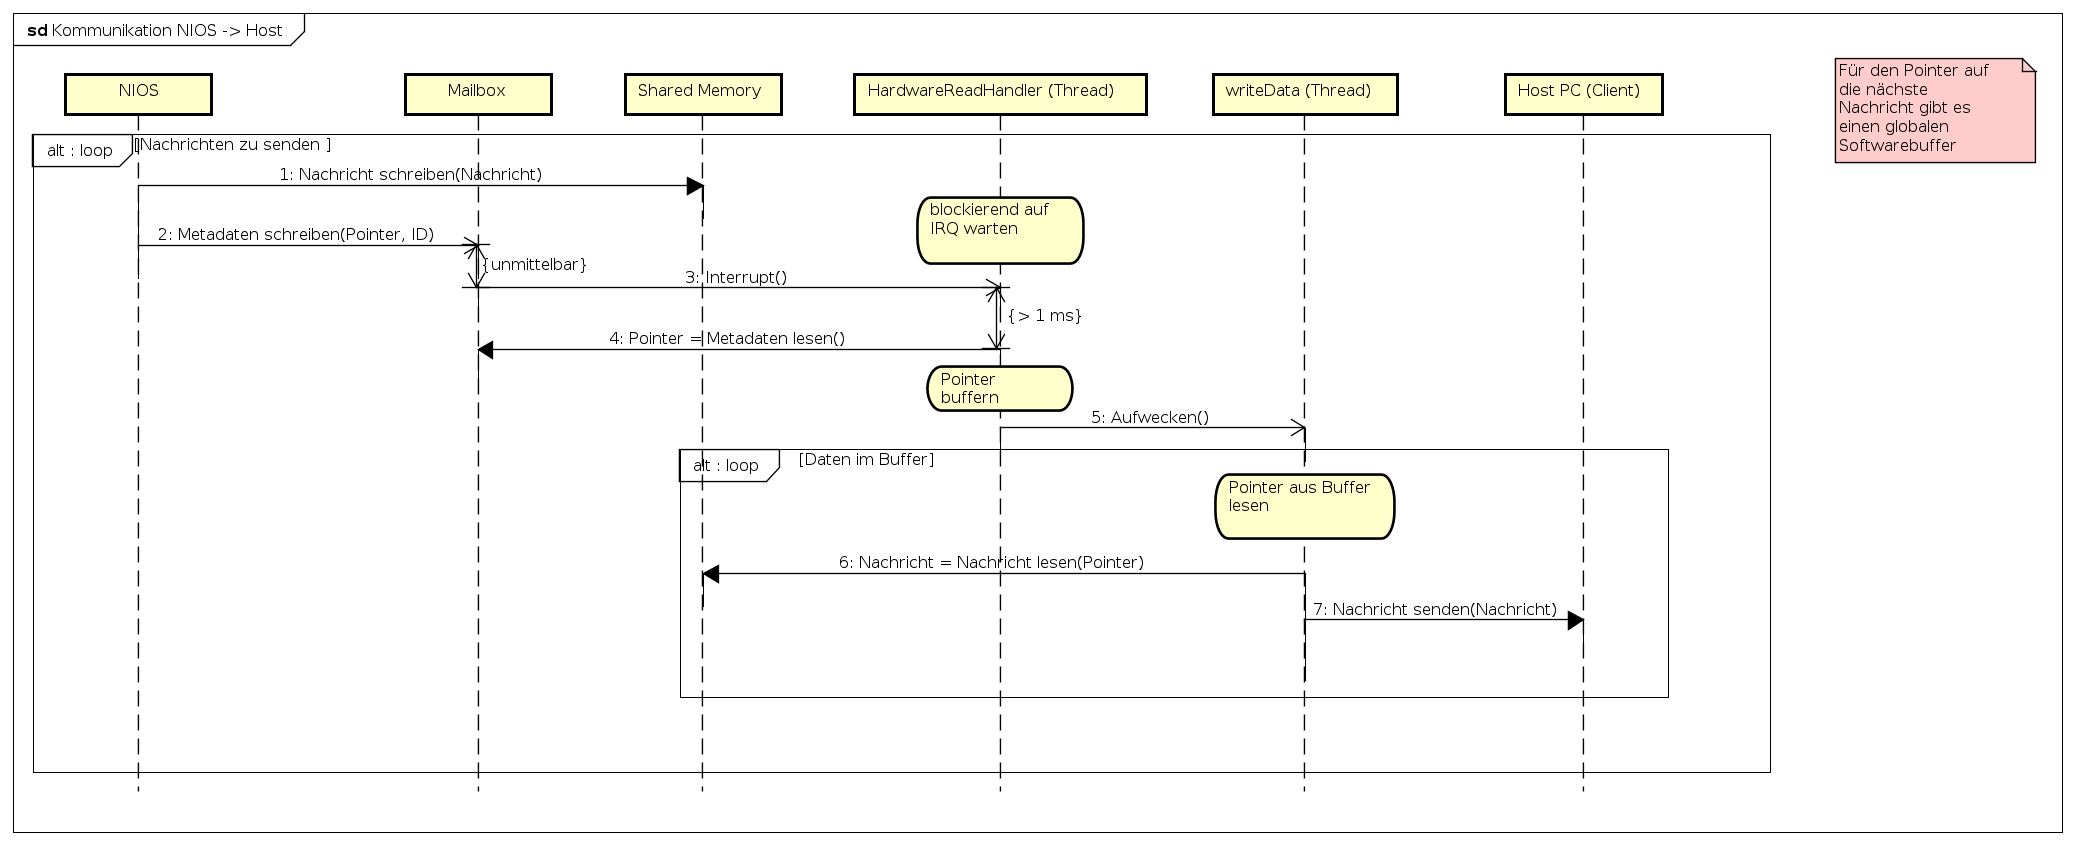 sd Kommunikation NIOS -> Host
NIOS
Mailbox
Shared Memory
HardwareReadHandler (Thread)
writeData (Thread)
Host PC (Client)
Für den Pointer auf
die nächste
Nachricht gibt es
einen globalen
Softwarebuffer
alt : loop
[Nachrichten zu senden ]
1: Nachricht schreiben(Nachricht)
blockierend auf
IRQ warten
2: Metadaten schreiben(Pointer, ID)
{unmittelbar}
3: Interrupt()
{> 1 ms}
4: Pointer = Metadaten lesen()
Pointer
buffern
5: Aufwecken()
alt : loop
[Daten im Buffer]
Pointer aus Buffer
lesen
6: Nachricht = Nachricht lesen(Pointer)
7: Nachricht senden(Nachricht)